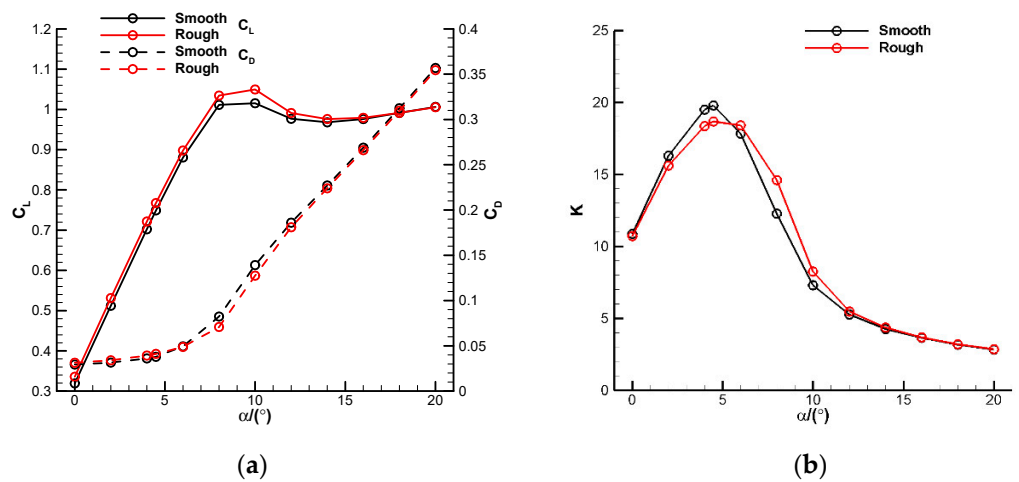 Smooth C_L
Rough
Smooth C_D
Rough
1.2
1.1
1
0.9
0.8
0.7
0.6
0.5
0.4
0.3
C_L
0.4
0.35
0.3
0.25
0.2
0.15
0.1
0.05
0
C_D
0 5 10 15 20
α/(°)
(a)
Smooth
Rough
25
20
15
10
5
0
K
0 5 10 15 20
α/(°)
(b)